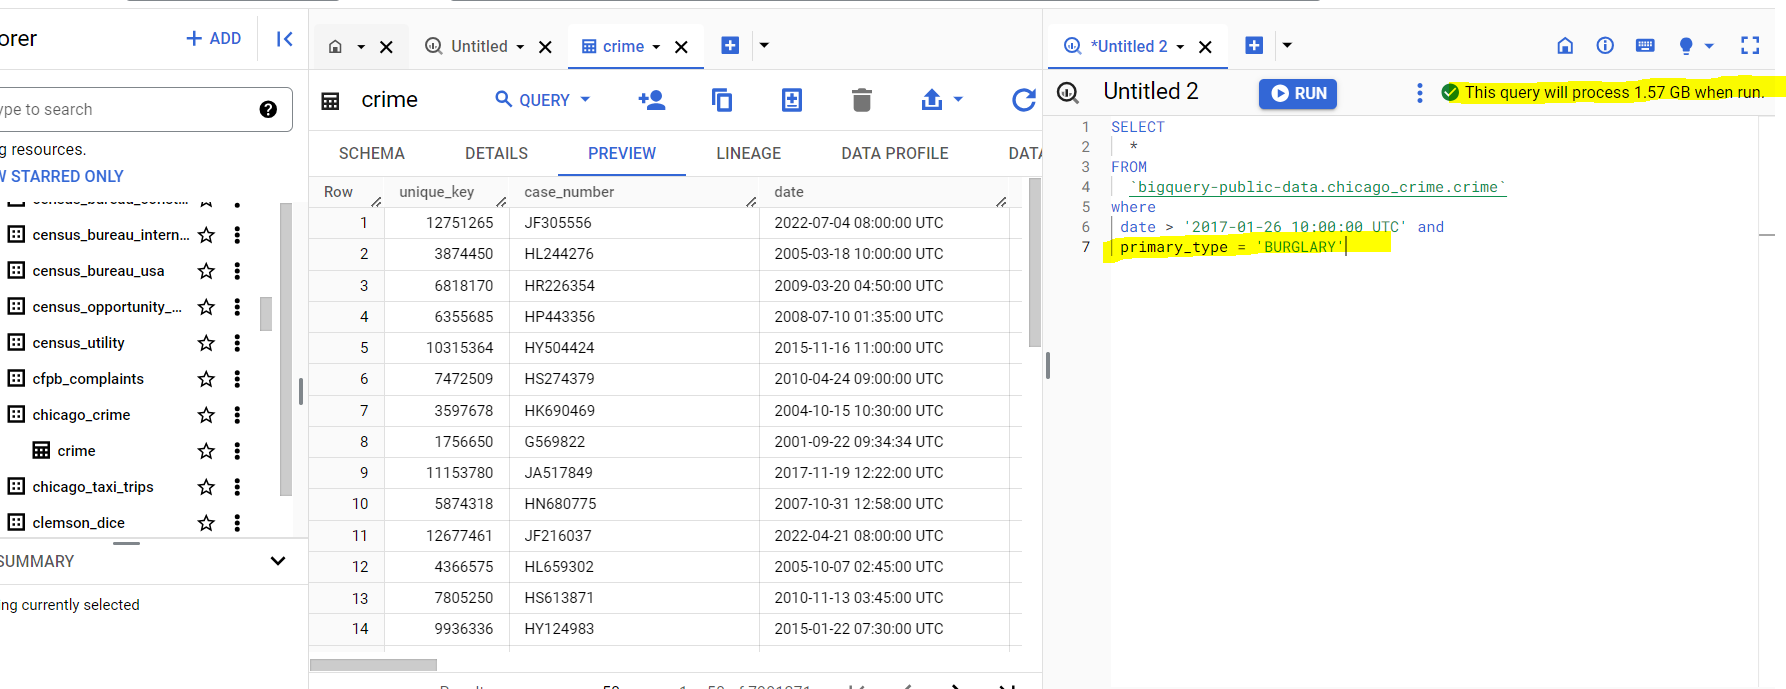 orer
ADD
ype to search
g resources.
W STARRED ONLY
census_bureau_intern...
census_bureau_usa
census_opportunity_...
census_utility
cfpb_complaints
chicago_crime
crime
chicago_taxi_trips
clemson_dice
SUMMARY
ng currently selected
Untitled
crime
crime
QUERY
SCHEMA DETAILS PREVIEW LINEAGE DATA PROFILE DATA
Row unique_key case_number date
1 12751265 JF305556 2022-07-04 08:00:00 UTC
2 3874450 HL244276 2005-03-18 10:00:00 UTC
3 6818170 HR226354 2009-03-20 04:50:00 UTC
4 6355685 HP443356 2008-07-10 01:35:00 UTC
5 10315364 HY504424 2015-11-16 11:00:00 UTC
6 7472509 HS274379 2010-04-24 09:00:00 UTC
7 3597678 HK690469 2004-10-15 10:30:00 UTC
8 1756650 G569822 2001-09-22 09:34:34 UTC
9 11153780 JA517849 2017-11-19 12:22:00 UTC
10 5874318 HN680775 2007-10-31 12:58:00 UTC
11 12677461 JF216037 2022-04-21 08:00:00 UTC
12 4366575 HL659302 2005-10-07 02:45:00 UTC
13 7805250 HS613871 2010-11-13 03:45:00 UTC
14 9936336 HY124983 2015-01-22 07:30:00 UTC
*Untitled 2
Untitled 2
RUN
This query will process 1.57 GB when run.
1 SELECT
2 *
3 FROM
4 `bigquery-public-data.chicago_crime.crime`
5 where
6 date > '2017-01-26 10:00:00 UTC' and
7 primary_type = 'BURGLARY'